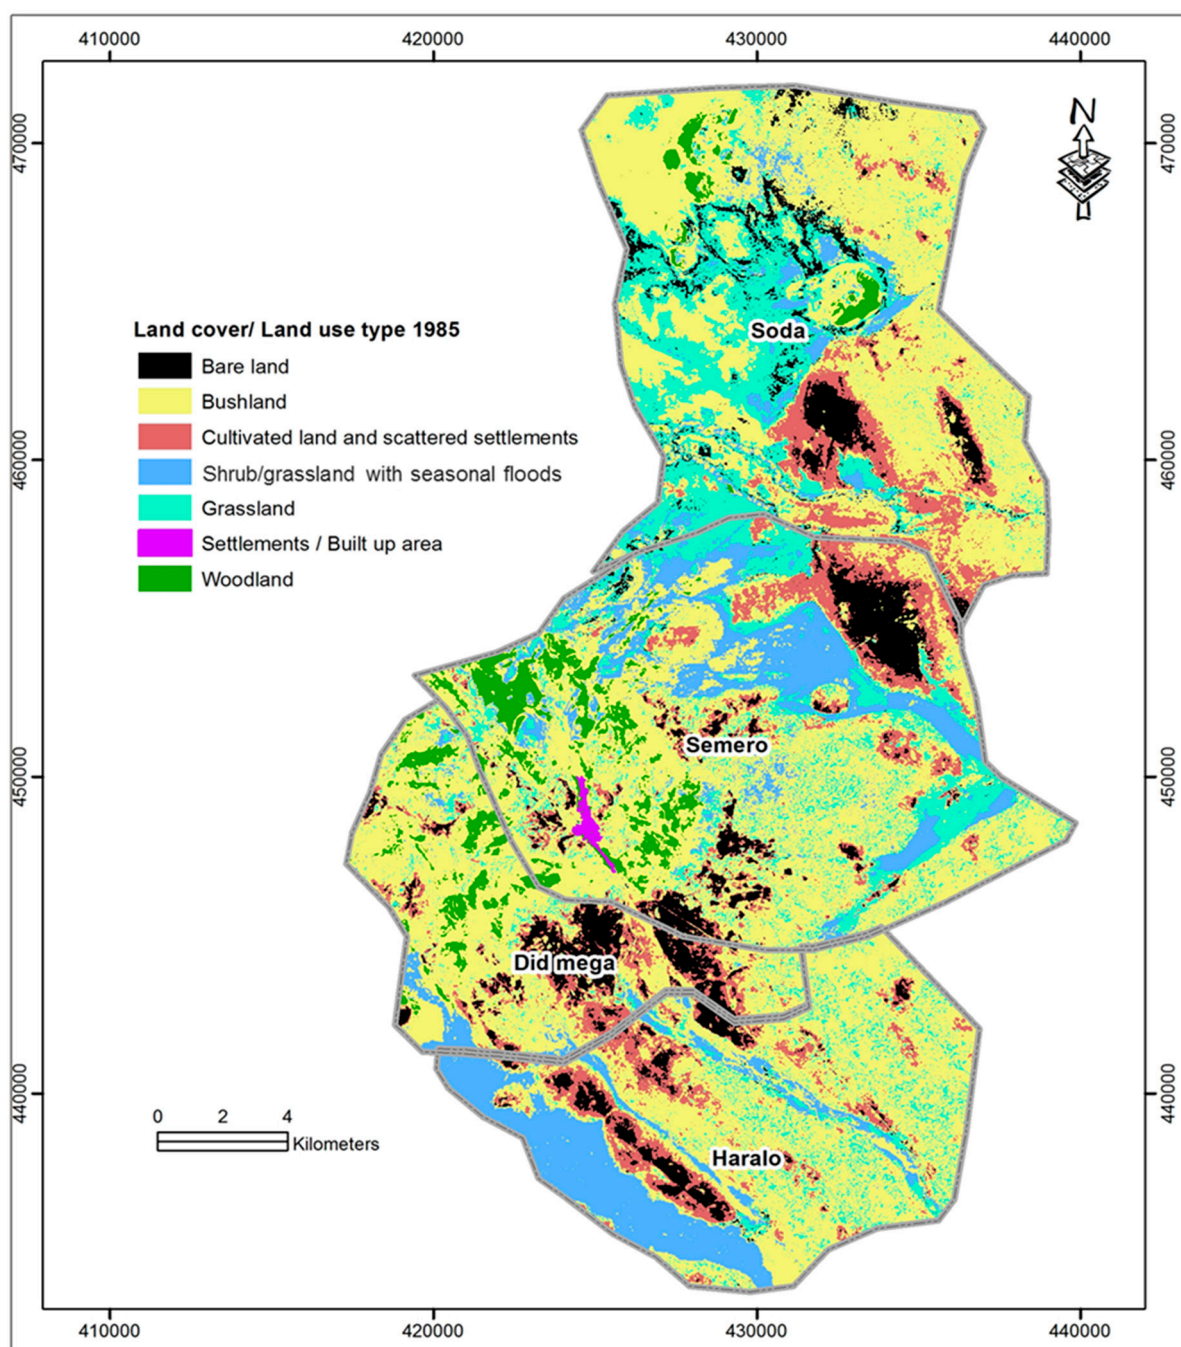 410000 420000 430000 440000
N
470000 470000
Soda
Land cover/ Land use type 1985
Bare land
Bushland
Cultivated land and scattered settlements
Shrub/grassland with seasonal floods
Grassland
Settlements / Built up area
Woodland
460000 460000
Semero
450000 450000
Did mega
440000 440000
0 2 4
Kilometers
Haralo
410000 420000 430000 440000